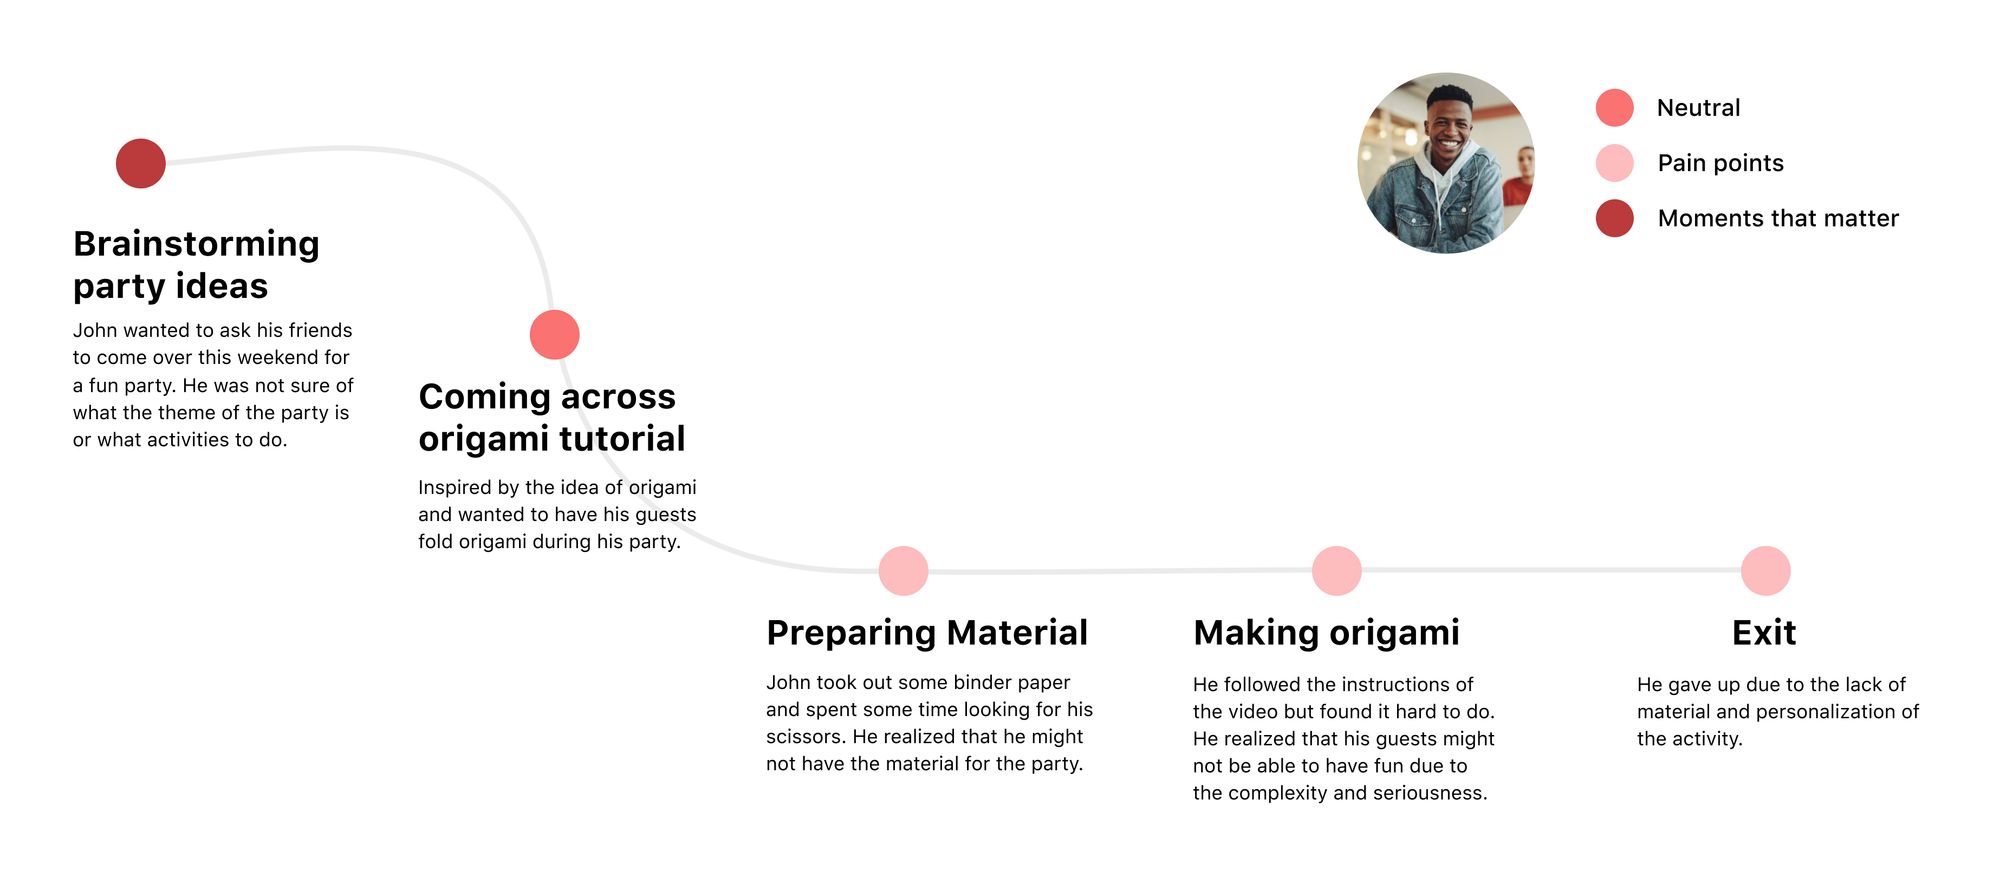 Neutral
Pain points
Moments that matter
Brainstorming
party ideas
John wanted to ask his friends
to come over this weekend for
a fun party. He was not sure of
what the theme of the party is
or what activities to do.
Coming across
origami tutorial
Inspired by the idea of origami
and wanted to have his guests
fold origami during his party.
Preparing Material
John took out some binder paper
and spent some time looking for his
scissors. He realized that he might
not have the material for the party.
Making origami
He followed the instructions of
the video but found it hard to do.
He realized that his guests might
not be able to have fun due to
the complexity and seriousness.
Exit
He gave up due to the lack of
material and personalization of
the activity.